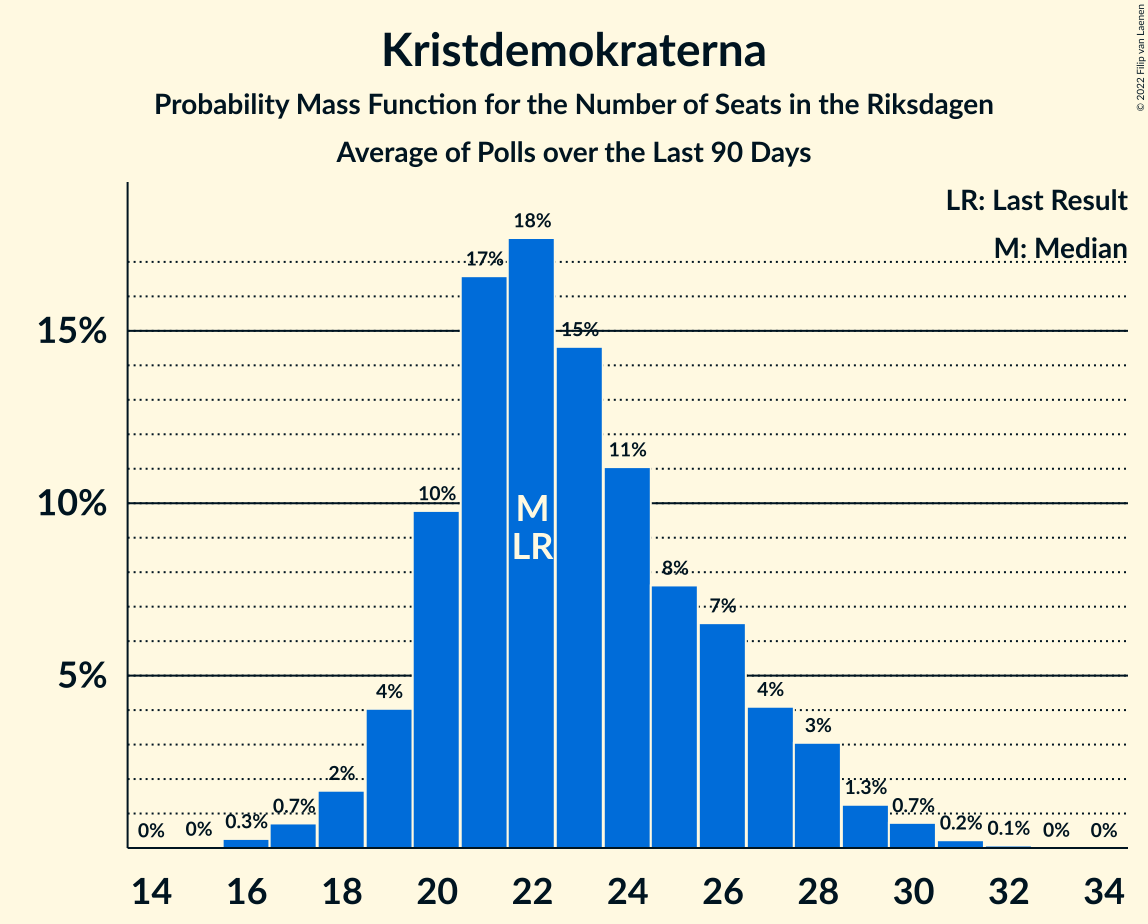 Kristdemokraterna
Probability Mass Function for the Number of Seats in the Riksdagen
Average of Polls over the Last 90 Days
© 2022 Filip van Laenen
LR: Last Result
M: Median
15%
10%
5%
0%
0%
0.3%
0.7%
2%
4%
10%
17%
18%
15%
11%
8%
7%
4%
3%
1.3%
0.7%
0.2%
0.1%
0%
0%
M
LR
14 16 18 20 22 24 26 28 30 32 34